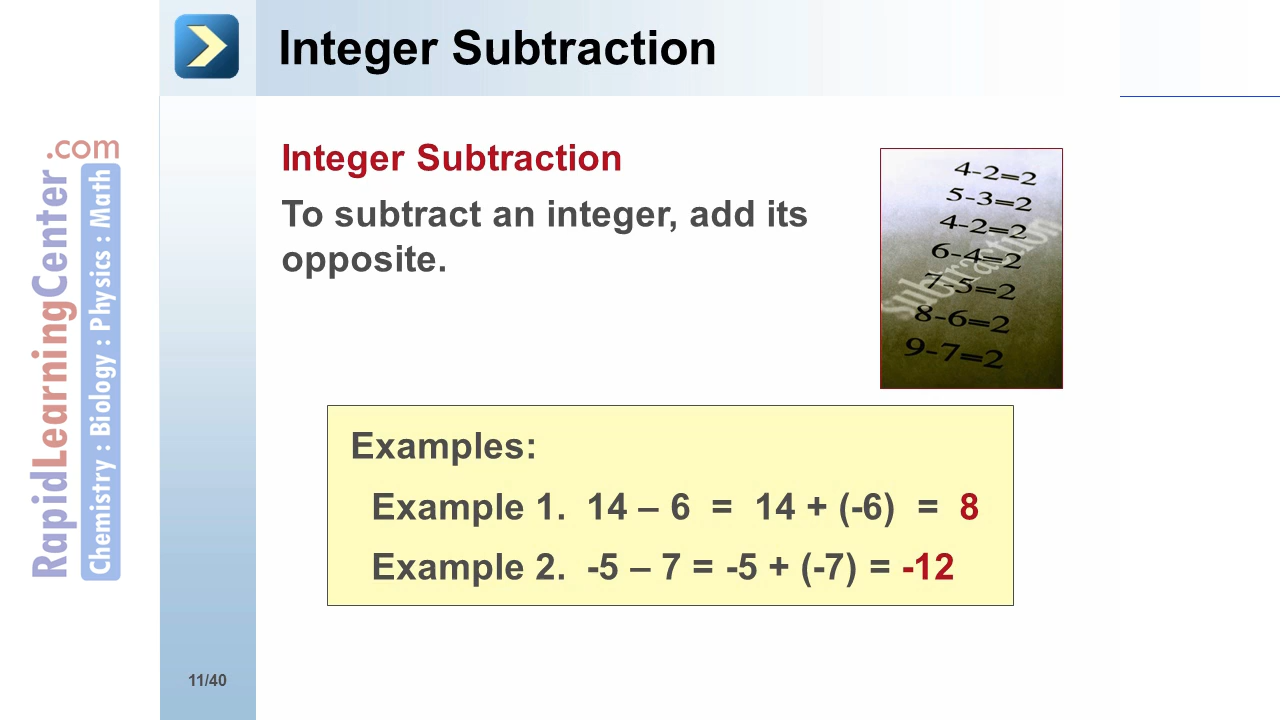 Integer Subtraction
.com
RapidLearningCenter
Chemistry : Biology : Physics : Math
Integer Subtraction
To subtract an integer, add its
opposite.
4-2=2
5-3=2
4-2=2
6-4=2
7-5=2
8-6=2
9-7=2
subtraction
Examples:
Example 1. 14 – 6 = 14 + (-6) = 8
Example 2. -5 – 7 = -5 + (-7) = -12
11/40